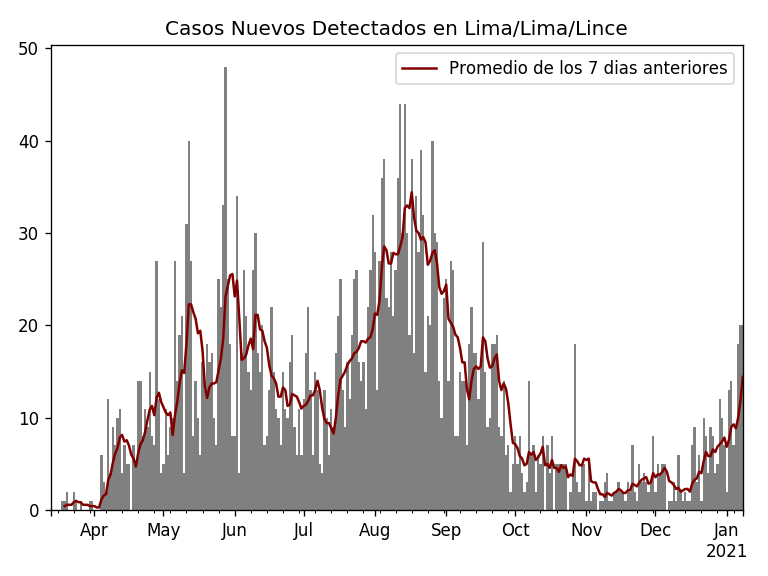 Casos Nuevos Detectados en Lima/Lima/Lince
Promedio de los 7 dias anteriores
50
40
30
20
10
0
Apr May Jun Jul Aug Sep Oct Nov Dec Jan
2021